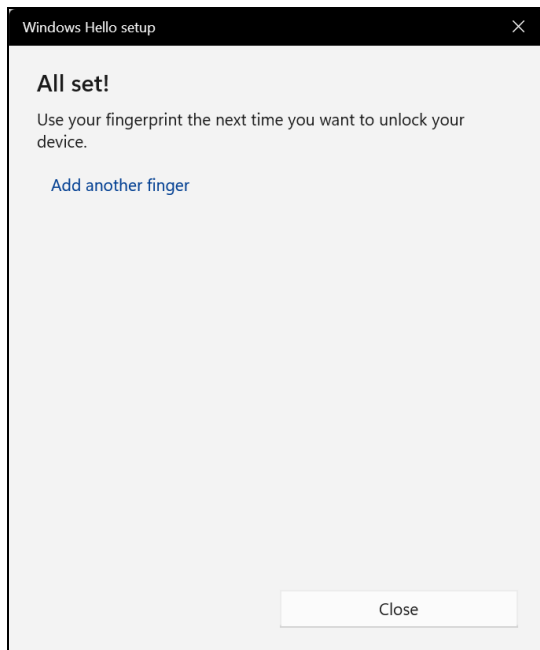 Windows Hello setup
All set!
Use your fingerprint the next time you want to unlock your
device.
Add another finger
Close